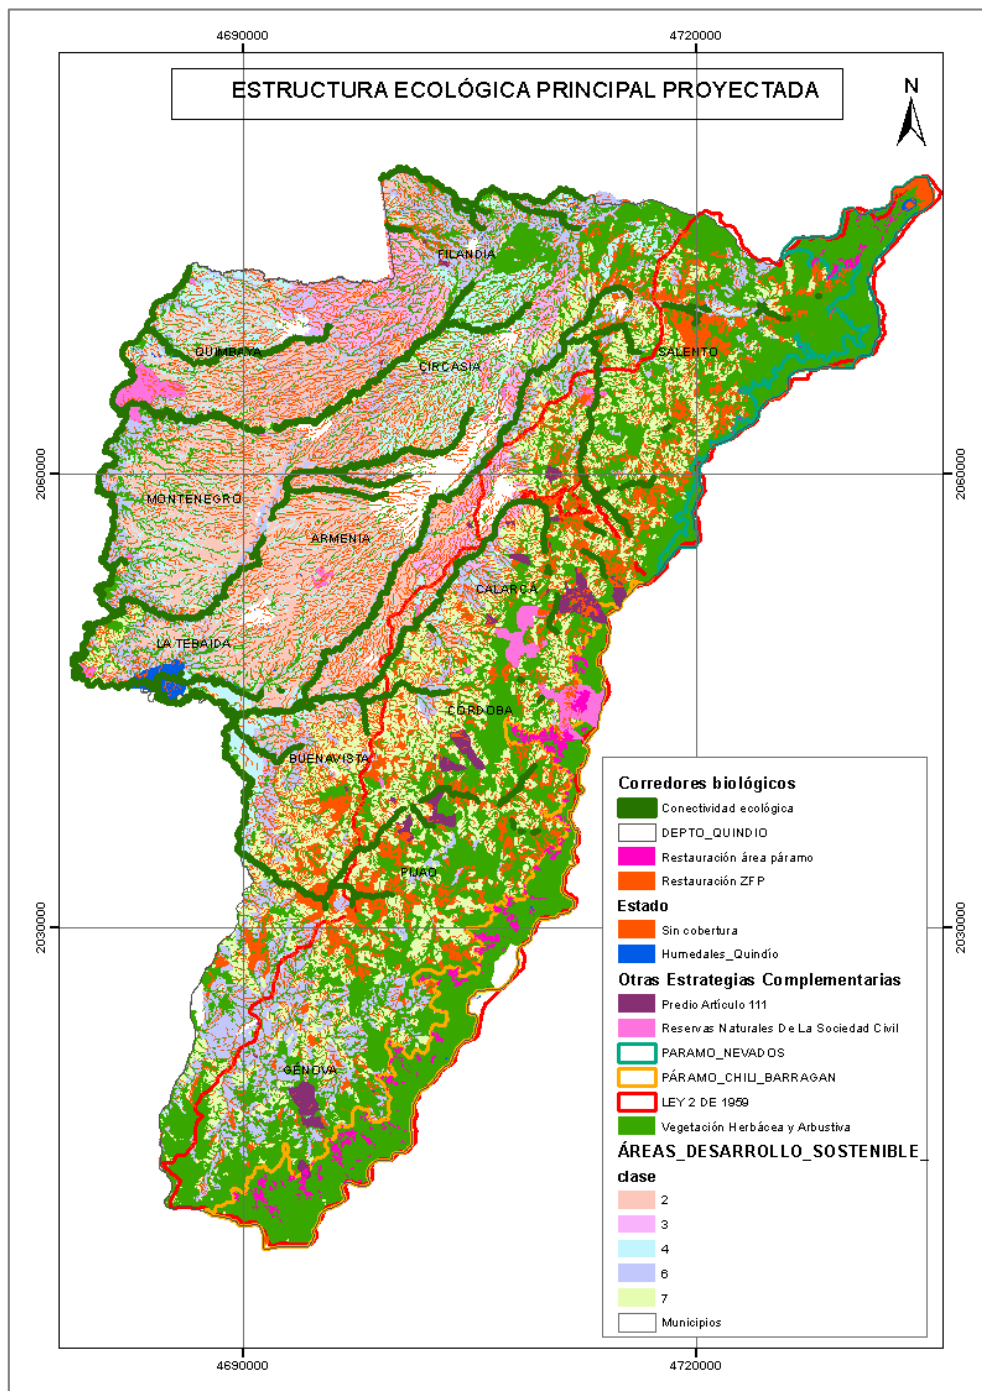 4690000
4720000
ESTRUCTURA ECOLÓGICA PRINCIPAL PROYECTADA
N
FILANDIA
QUIMBAYA
SALENTO
CIRCASIA
2060000
2060000
MONTENEGRO
ARMENIA
CALARCÁ
LA TEBAIDA
CÓRDOBA
BUENAVISTA
PIJAO
2030000
2030000
GÉNOVA
Corredores biológicos
Conectividad ecológica
DEPTO_QUINDIO
Restauración área páramo
Restauración ZFP
Estado
Sin cobertura
Humedales_Quindío
Otras Estrategias Complementarias
Predio Artículo 111
Reservas Naturales De La Sociedad Civil
PARAMO_NEVADOS
PÁRAMO_CHILI_BARRAGAN
LEY 2 DE 1959
Vegetación Herbácea y Arbustiva
ÁREAS_DESARROLLO_SOSTENIBLE_
clase
2
3
4
6
7
Municipios
4690000
4720000